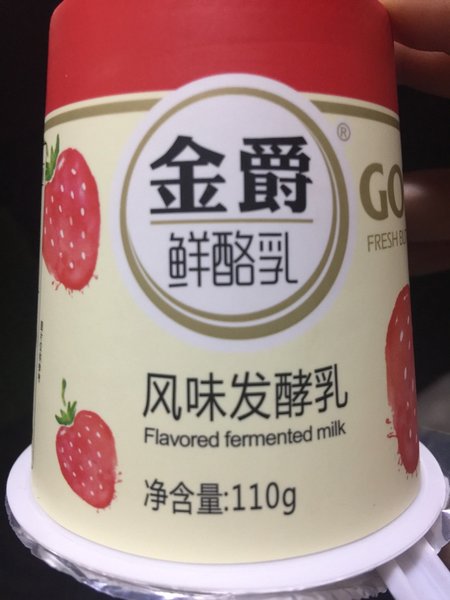 金爵
®
鲜酪乳
GO
FRESH BU
风味发酵乳
Flavored fermented milk
净含量:110g